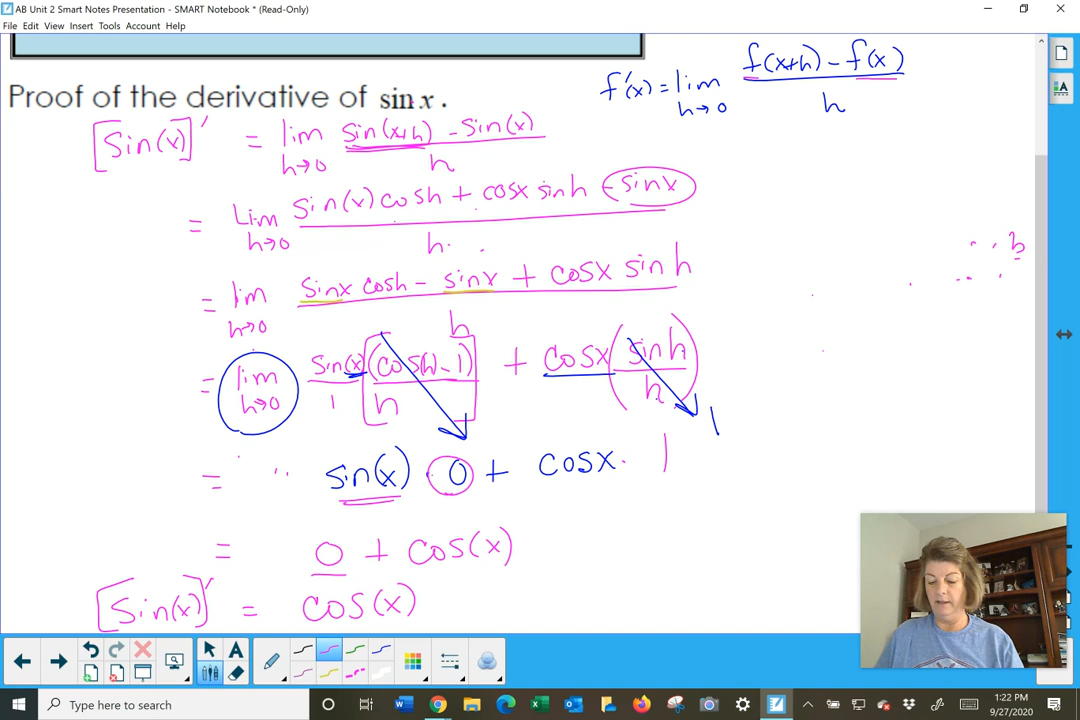 AB Unit 2 Smart Notes Presentation - SMART Notebook * (Read-Only)
File Edit View Insert Tools Documents Account Help
f'(x) = lim h→0 f(x+h) - f(x) / h
Proof of the derivative of sin x .
[Sin(x)]' = lim h→0 sin(x+h) - sin(x) / h
= lim h→0 sin(x) cosh + cosx sinh - sinx / h
= lim h→0 sinx cosh - sinx + cosx sinh / h
= lim h→0 sin(x) / 1 [(cos(h) - 1) / h] + cosx (sinh / h) 1
= sin(x) · 0 + cosx · 1
= 0 + cos(x)
[Sin(x)]' = cos(x)
A
Type here to search
1:22 PM
9/27/2020